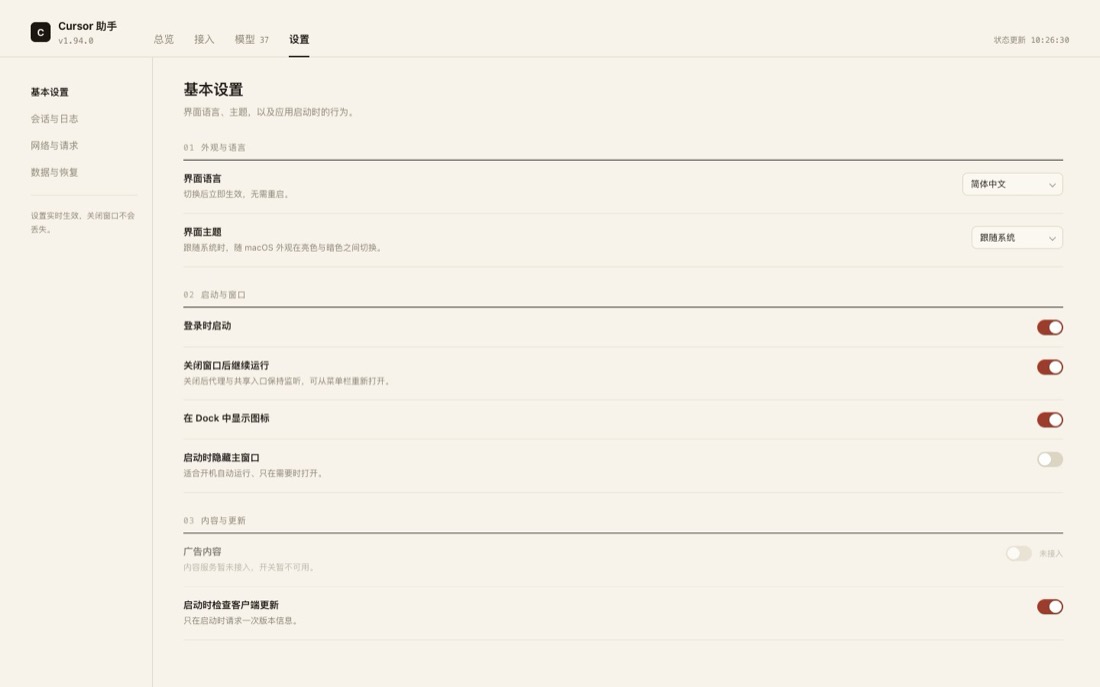 C
Cursor 助手
v1.94.0
总览
接入
模型 37
设置
状态更新 10:26:30
基本设置
会话与日志
网络与请求
数据与恢复
设置实时生效，关闭窗口不会
丢失。
基本设置
界面语言、主题，以及应用启动时的行为。
01 外观与语言
界面语言
切换后立即生效，无需重启。
简体中文
界面主题
跟随系统时，随 macOS 外观在亮色与暗色之间切换。
跟随系统
02 启动与窗口
登录时启动
关闭窗口后继续运行
关闭后代理与共享入口保持监听，可从菜单栏重新打开。
在 Dock 中显示图标
启动时隐藏主窗口
适合开机自动运行、只在需要时打开。
03 内容与更新
广告内容
内容服务暂未接入，开关暂不可用。
未接入
启动时检查客户端更新
只在启动时请求一次版本信息。